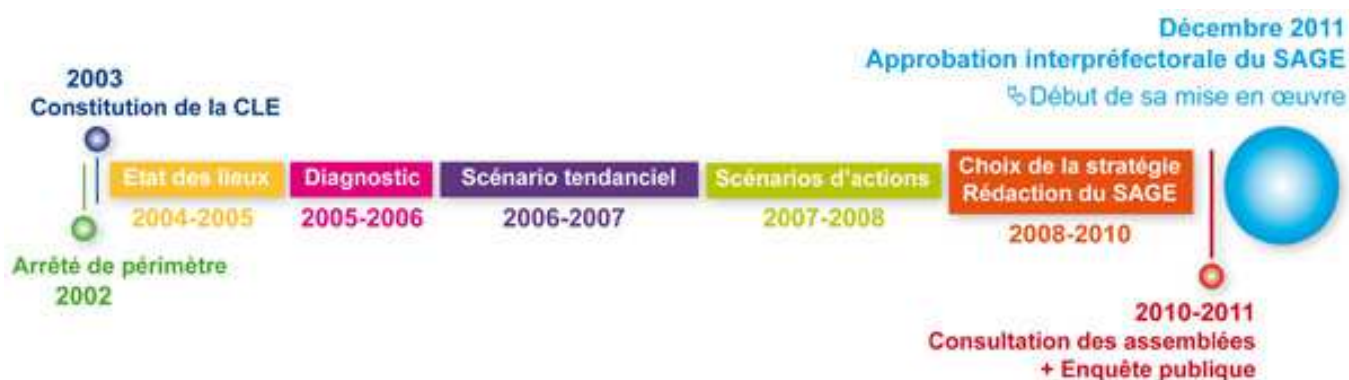 Décembre 2011
Approbation interpréfectorale du SAGE
Début de sa mise en œuvre
2003
Constitution de la CLE
Etat des lieux
Diagnostic
Scénario tendanciel
Scénarios d'actions
Choix de la stratégie
Rédaction du SAGE
2004-2005
2005-2006
2006-2007
2007-2008
2008-2010
Arrêté de périmètre
2002
2010-2011
Consultation des assemblées
+ Enquête publique